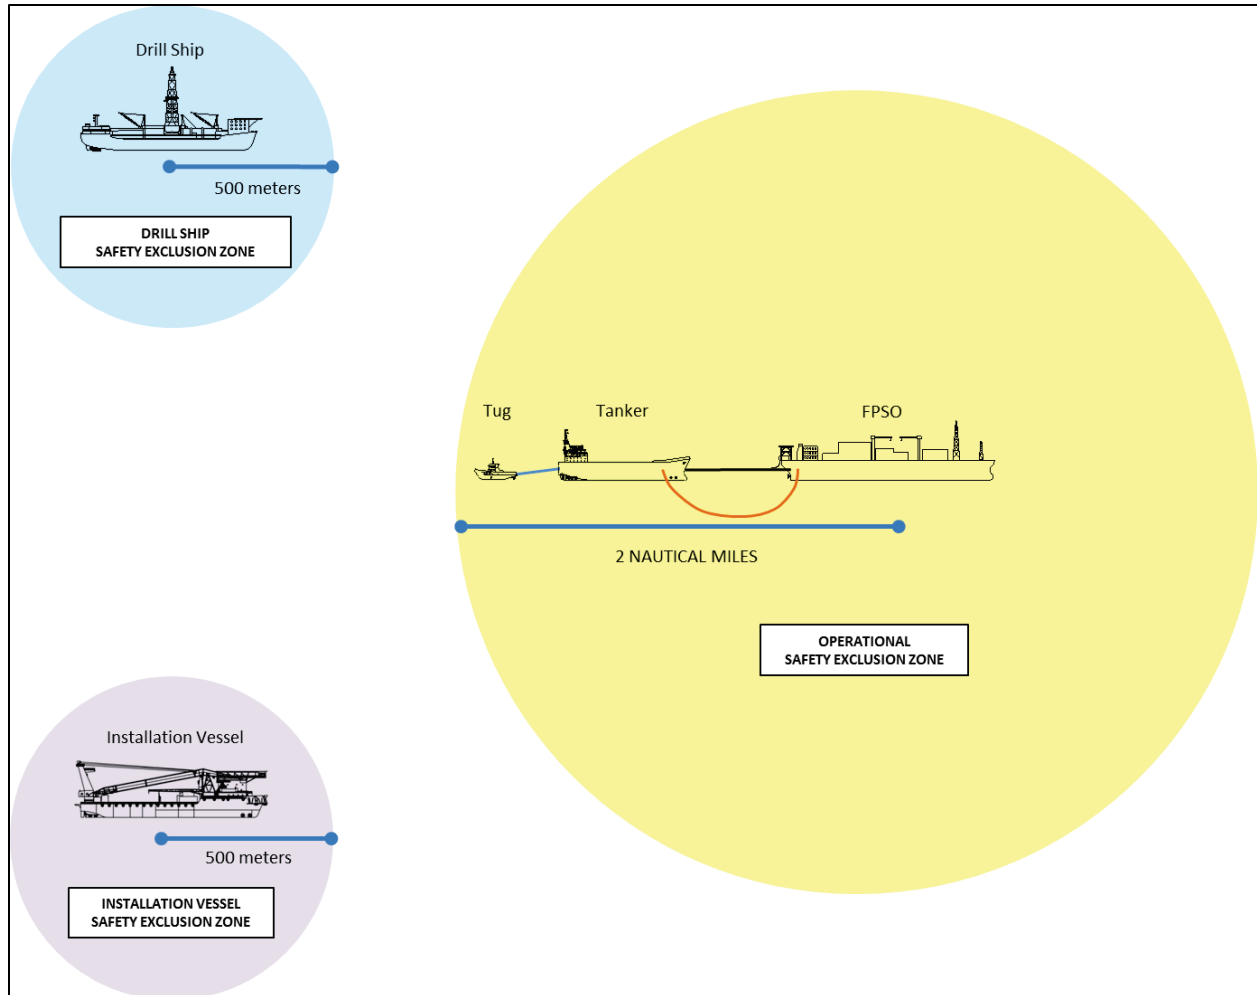 Drill Ship
500 meters
DRILL SHIP
SAFETY EXCLUSION ZONE
Tug
Tanker
FPSO
2 NAUTICAL MILES
OPERATIONAL
SAFETY EXCLUSION ZONE
Installation Vessel
500 meters
INSTALLATION VESSEL
SAFETY EXCLUSION ZONE